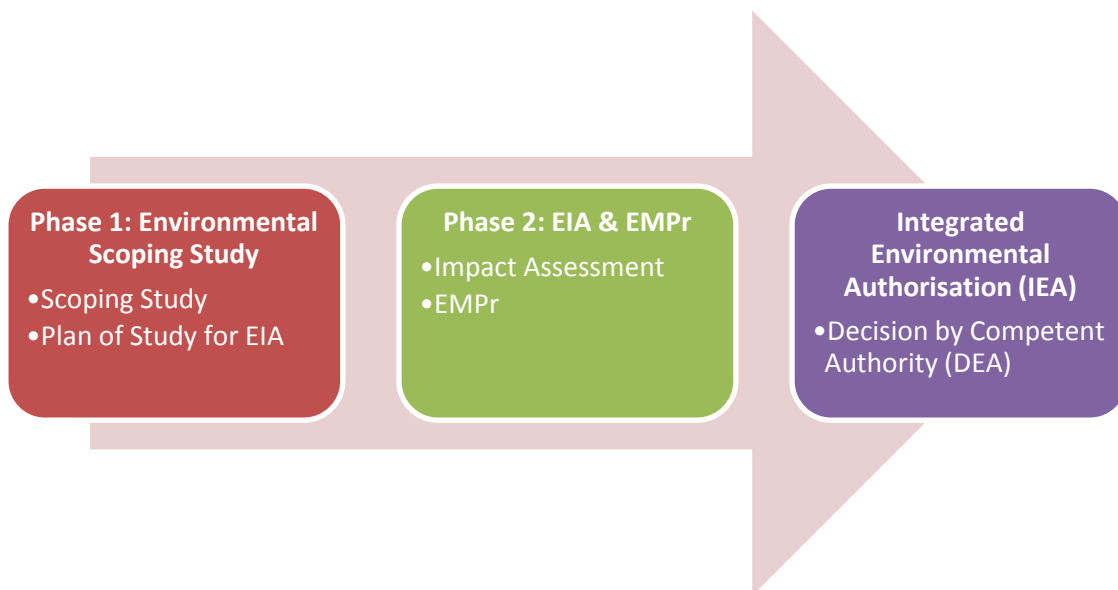 Phase 1: Environmental
Scoping Study
•Scoping Study
•Plan of Study for EIA
Phase 2: EIA & EMPr
•Impact Assessment
•EMPr
Integrated
Environmental
Authorisation (IEA)
•Decision by Competent
Authority (DEA)